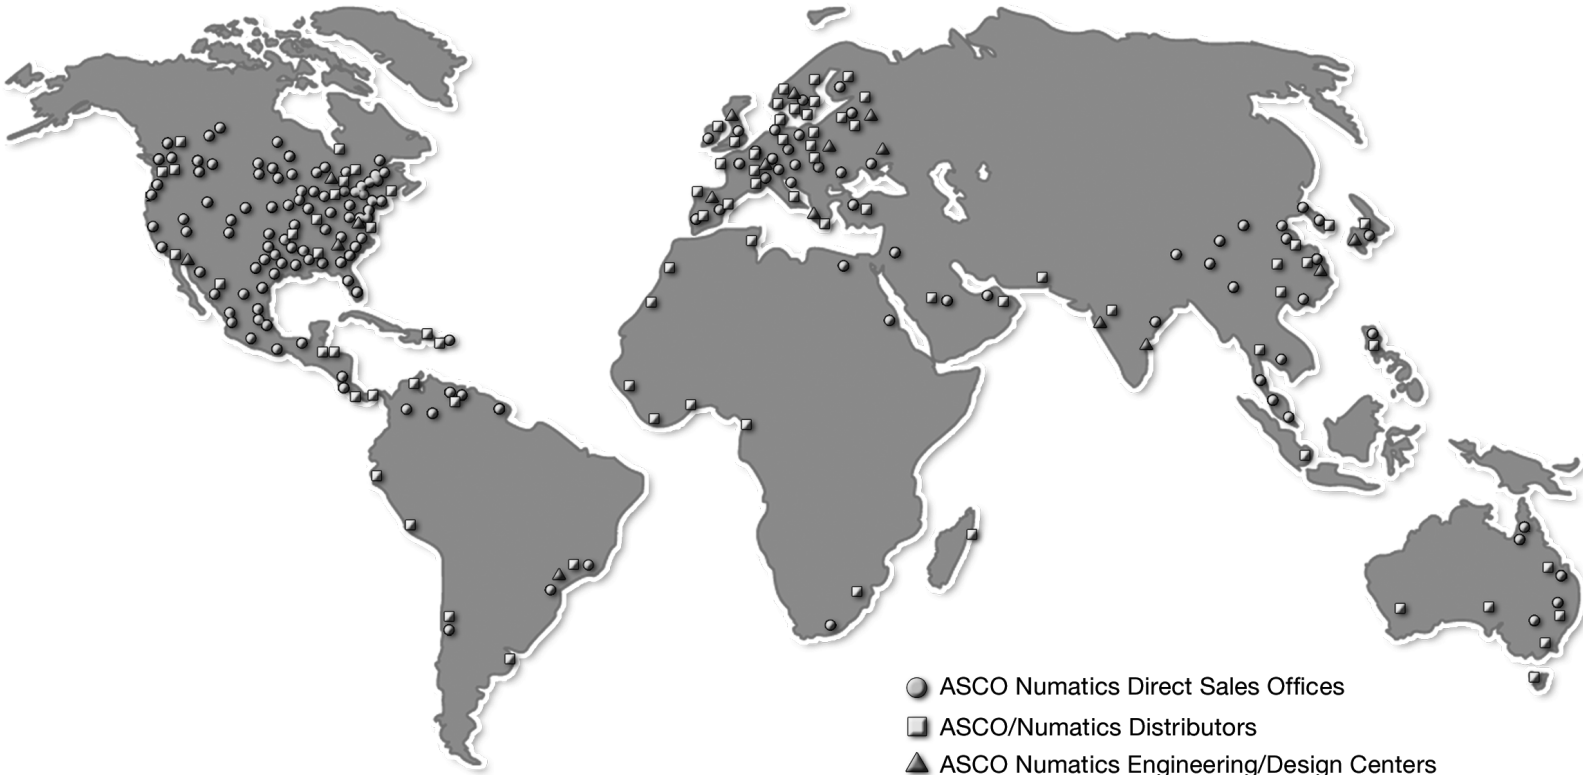 ASCO Numatics Direct Sales Offices
ASCO/Numatics Distributors
ASCO Numatics Engineering/Design Centers